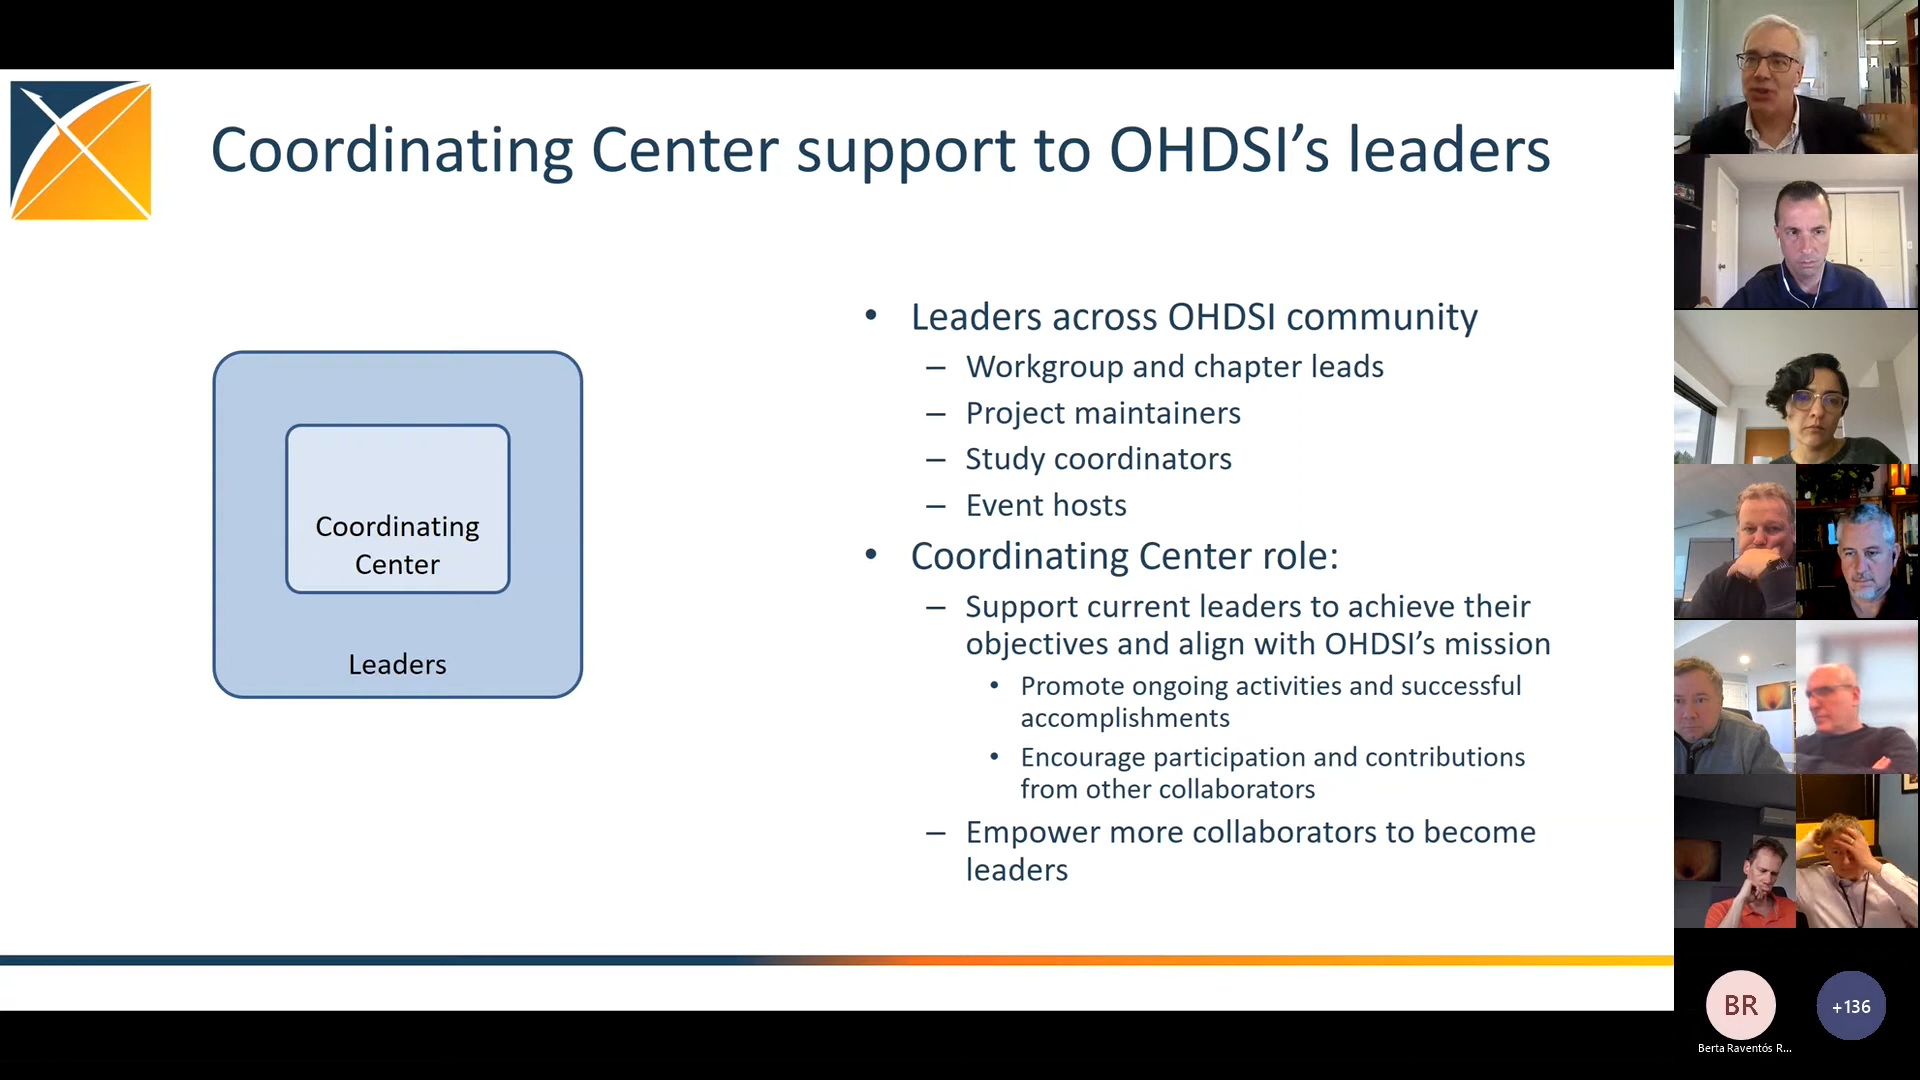 Coordinating Center support to OHDSI’s leaders
Coordinating
Center
Leaders
• Leaders across OHDSI community
– Workgroup and chapter leads
– Project maintainers
– Study coordinators
– Event hosts
• Coordinating Center role:
– Support current leaders to achieve their
objectives and align with OHDSI’s mission
• Promote ongoing activities and successful
accomplishments
• Encourage participation and contributions
from other collaborators
– Empower more collaborators to become
leaders
BR
+136
Berta Raventós R...